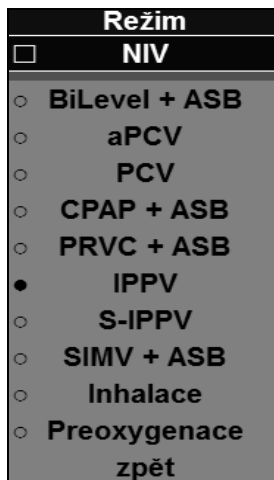 Režim
NIV
BiLevel + ASB
aPCV
PCV
CPAP + ASB
PRVC + ASB
IPPV
S-IPPV
SIMV + ASB
Inhalace
Preoxygenace
zpět